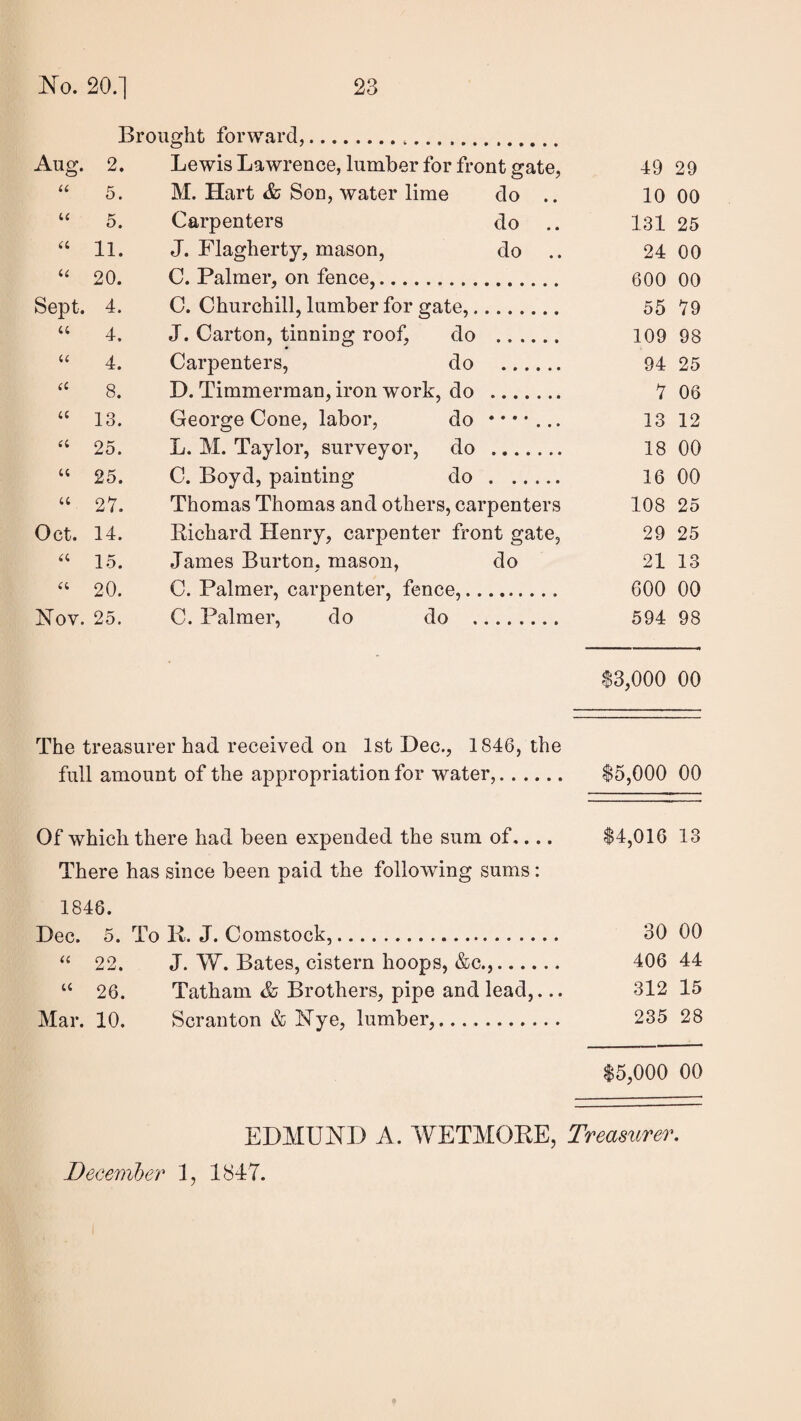 No. 20.] 23
Brought forward,......................
Aug. 2. Lewis Lawrence, lumber for front gate, 49 29
“ 5. M. Hart & Son, water lime do .. 10 00
“ 5. Carpenters do .. 131 25
“ 11. J. Flagherty, mason, do .. 24 00
“ 20. C. Palmer, on fence,................. 600 00
Sept. 4. C. Churchill, lumber for gate,......... 55 79
“ 4. J. Carton, tinning roof, do ...... 109 98
“ 4. Carpenters, do ...... 94 25
“ 8. D. Timmerman, iron work, do ....... 7 06
“ 13. George Cone, labor, do ....... 13 12
“ 25. L. M. Taylor, surveyor, do ....... 18 00
“ 25. C. Boyd, painting do . ...... 16 00
“ 27. Thomas Thomas and others, carpenters 108 25
Oct. 14. Richard Henry, carpenter front gate, 29 25
“ 15. James Burton, mason, do 21 13
“ 20. C. Palmer, carpenter, fence,......... 600 00
Nov. 25. C. Palmer, do do ......... 594 98
$3,000 00
The treasurer had received on 1st Dec., 1846, the
full amount of the appropriation for water,...... $5,000 00
Of which there had been expended the sum of.... $4,016 13
There has since been paid the following sums:
1846.
Dec. 5. To R. J. Comstock,..................... 30 00
“ 22. J. W. Bates, cistern hoops, &c.,...... 406 44
“ 26. Tatham & Brothers, pipe and lead,... 312 15
Mar. 10. Scranton & Nye, lumber,............ 235 28
$5,000 00
EDMUND A. WETMORE, Treasurer.
December 1, 1847.